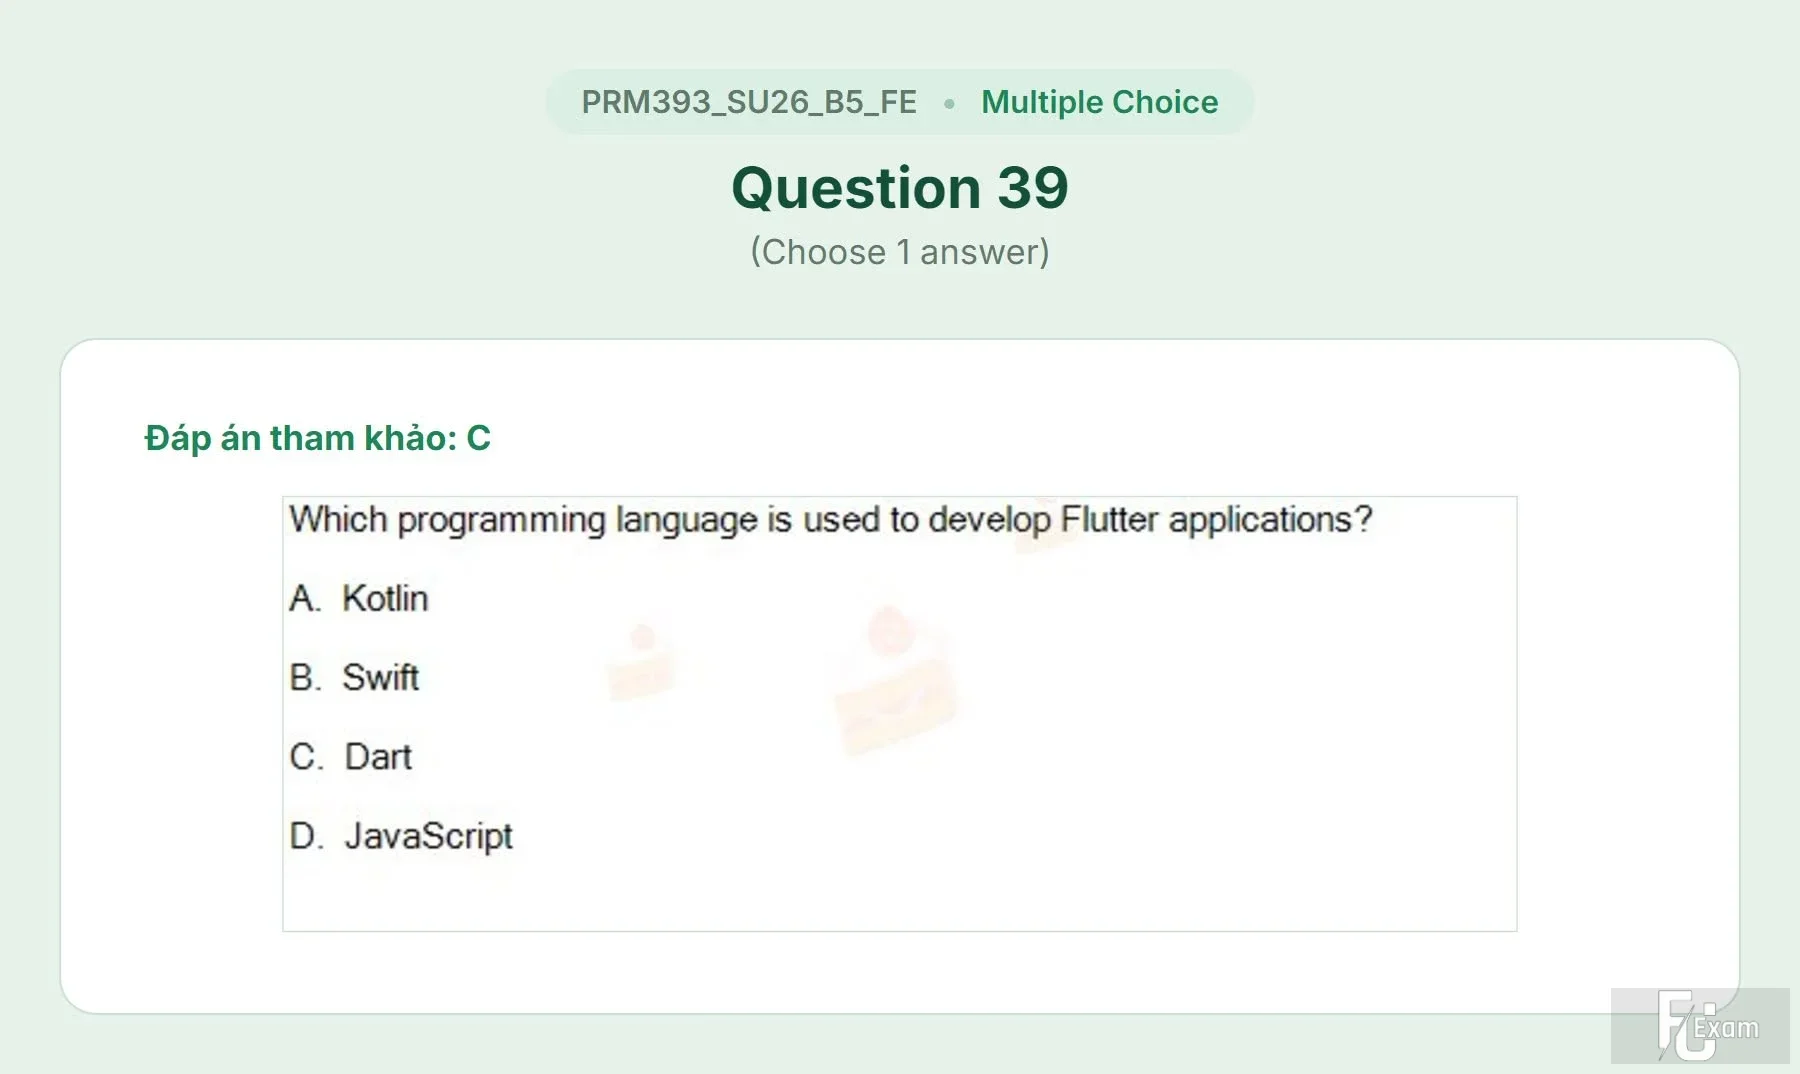 PRM393_SU26_B5_FE • Multiple Choice
Question 39
(Choose 1 answer)
Đáp án tham khảo: C
Which programming language is used to develop Flutter applications?
A. Kotlin
B. Swift
C. Dart
D. JavaScript
FU Exam